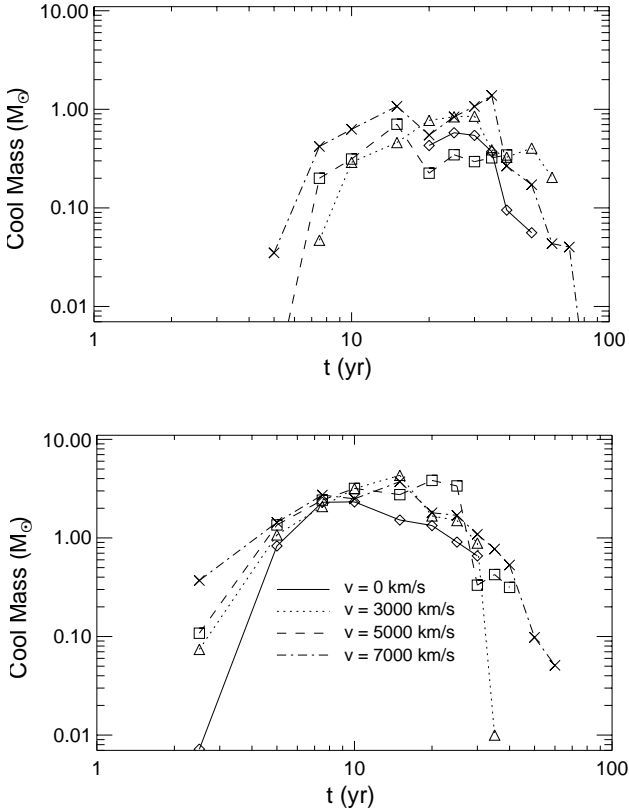 10.00
1.00
0.10
0.01
Cool Mass (M⊙)
1
10
100
t (yr)
10.00
1.00
0.10
0.01
Cool Mass (M⊙)
v = 0 km/s
v = 3000 km/s
v = 5000 km/s
v = 7000 km/s
1
10
100
t (yr)